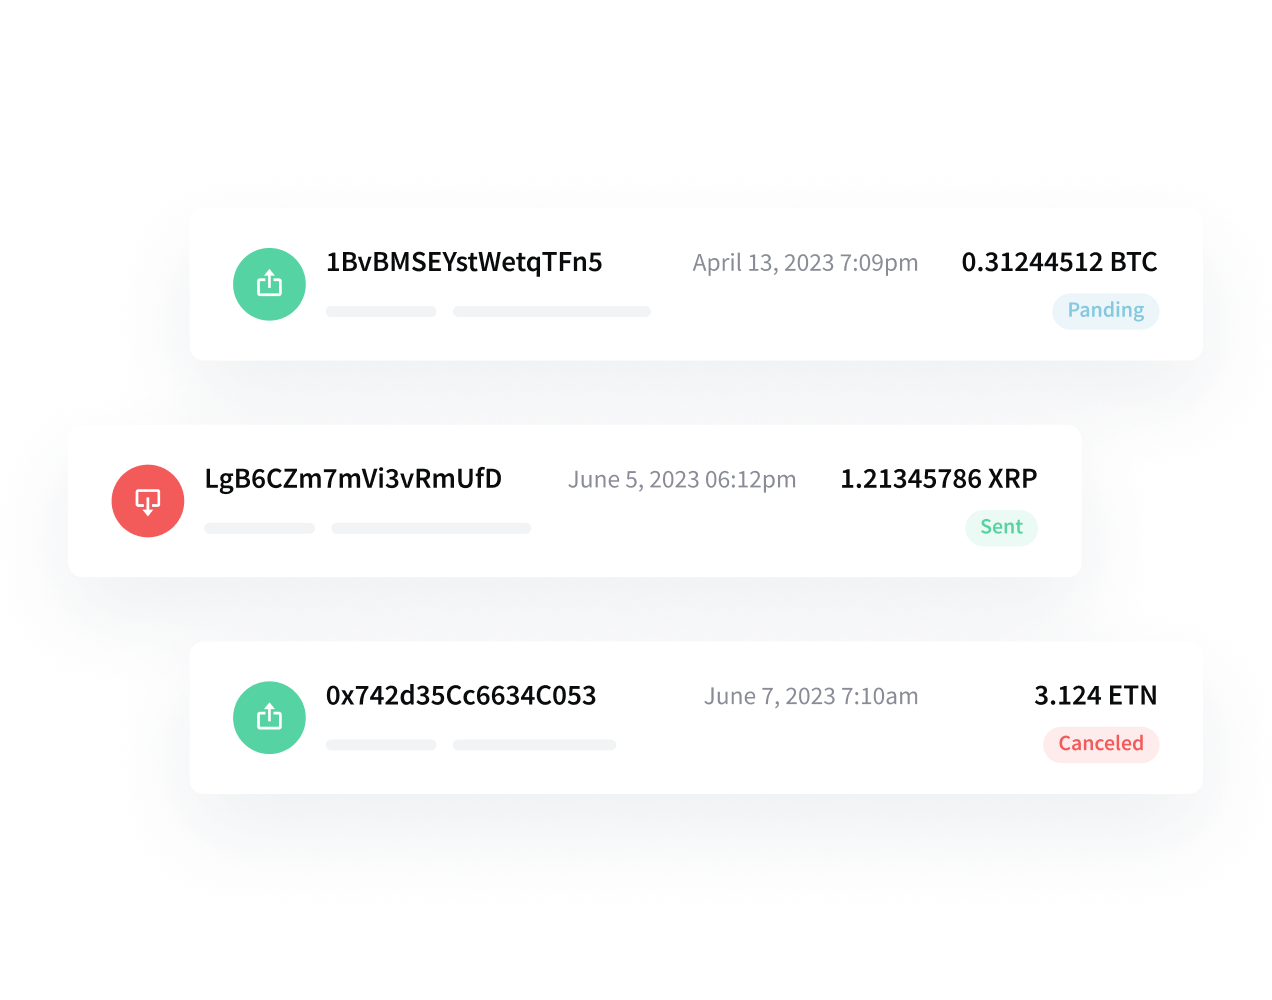 1BvBMSEYstWetqTFn5 April 13, 2023 7:09pm 0.31244512 BTC
Panding
LgB6CZm7mVi3vRmUfD June 5, 2023 06:12pm 1.21345786 XRP
Sent
0x742d35Cc6634C053 June 7, 2023 7:10am 3.124 ETN
Canceled